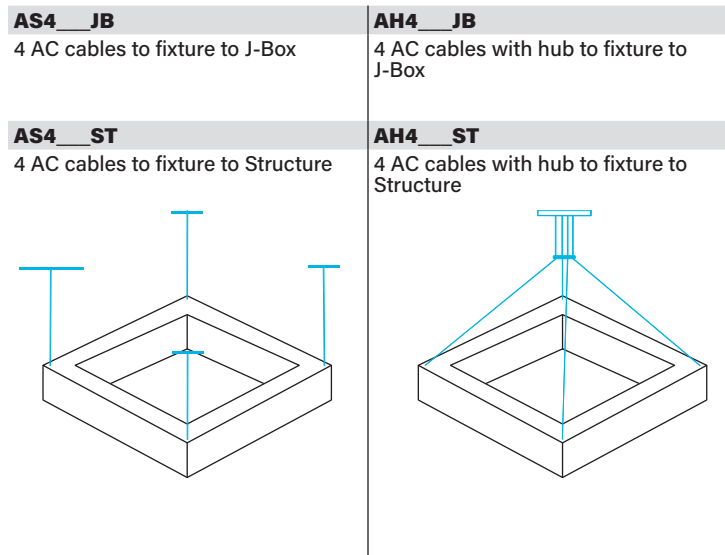 AS4___JB
4 AC cables to fixture to J-Box
AS4___ST
4 AC cables to fixture to Structure
AH4___JB
4 AC cables with hub to fixture to
J-Box
AH4___ST
4 AC cables with hub to fixture to
Structure